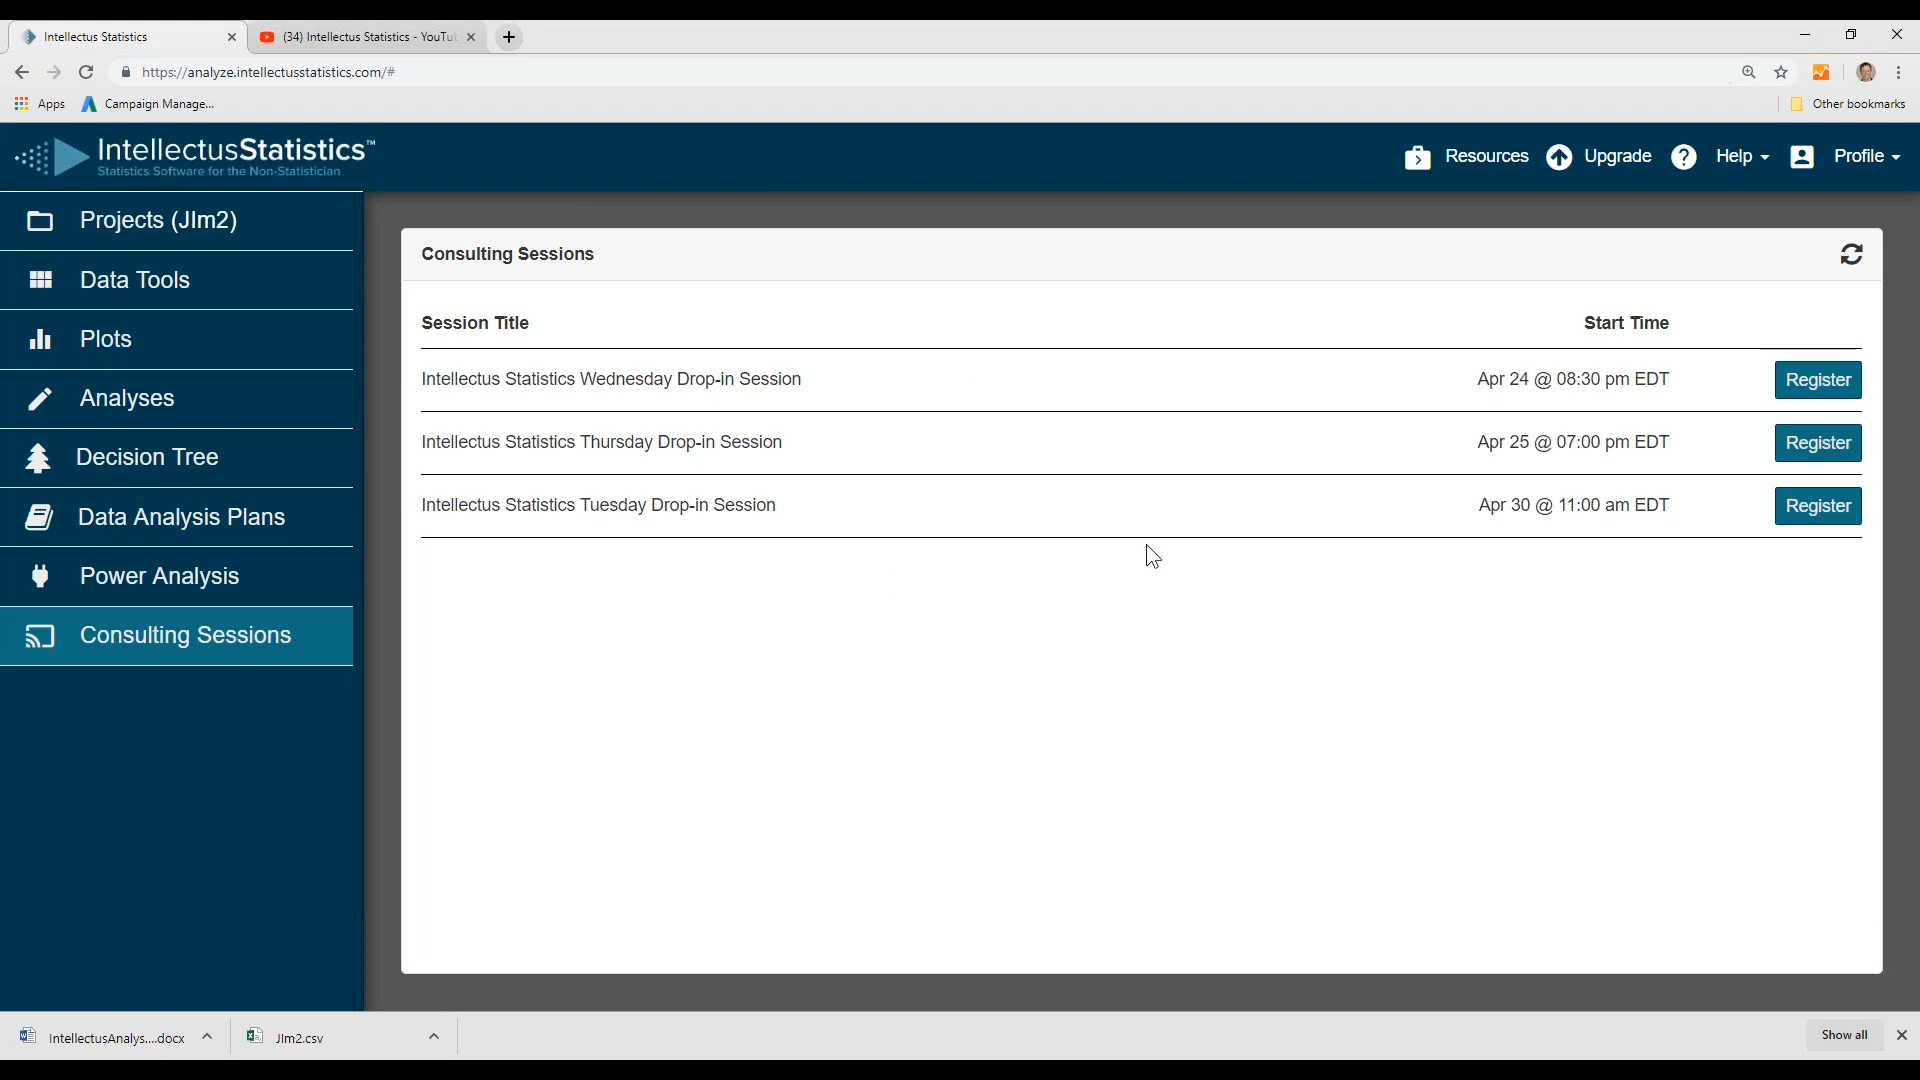 Intellectus Statistics
(34) Intellectus Statistics - YouTu
https://analyze.intellectusstatistics.com/#
Apps
Campaign Manage...
Other bookmarks
IntellectusStatistics™
Statistics Software for the Non-Statistician
Resources
Upgrade
Help
Profile
Projects (JIm2)
Data Tools
Plots
Analyses
Decision Tree
Data Analysis Plans
Power Analysis
Consulting Sessions
Consulting Sessions
Session Title Start Time
Intellectus Statistics Wednesday Drop-in Session Apr 24 @ 08:30 pm EDT Register
Intellectus Statistics Thursday Drop-in Session Apr 25 @ 07:00 pm EDT Register
Intellectus Statistics Tuesday Drop-in Session Apr 30 @ 11:00 am EDT Register
IntellectusAnalys....docx
JIm2.csv
Show all